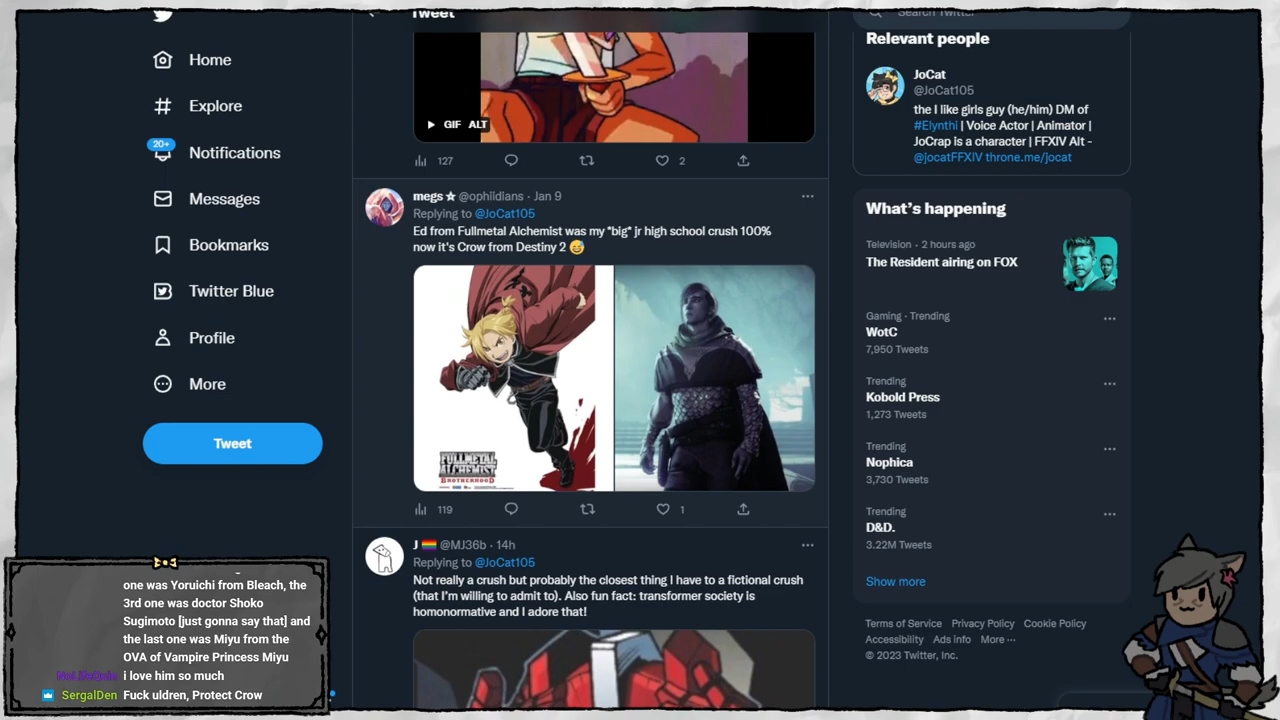 Home
Explore
20+
Notifications
Messages
Bookmarks
Twitter Blue
Profile
More
Tweet
Tweet
GIF ALT
127
2
megs ★ @ophildians · Jan 9
Replying to @JoCat105
Ed from Fullmetal Alchemist was my *big* jr high school crush 100%
now it's Crow from Destiny 2 😅
FULLMETAL
ALCHEMIST
BROTHERHOOD
119
1
J 🏳️‍🌈 @MJ36b · 14h
Replying to @JoCat105
Not really a crush but probably the closest thing I have to a fictional crush
(that I'm willing to admit to). Also fun fact: transformer society is
homonormative and I adore that!
Search Twitter
Relevant people
JoCat
@JoCat105
the I like girls guy (he/him) DM of
#Elynthi | Voice Actor | Animator |
JoCrap is a character | FFXIV Alt -
@jocatFFXIV throne.me/jocat
What's happening
Television · 2 hours ago
The Resident airing on FOX
Gaming · Trending
WotC
7,950 Tweets
Trending
Kobold Press
1,273 Tweets
Trending
Nophica
3,730 Tweets
Trending
D&D.
3.22M Tweets
Show more
Terms of Service Privacy Policy Cookie Policy
Accessibility Ads info More ···
© 2023 Twitter, Inc.
one was Yoruichi from Bleach, the
3rd one was doctor Shoko
Sugimoto [just gonna say that] and
the last one was Miyu from the
OVA of Vampire Princess Miyu
i love him so much
SergalDen Fuck uldren, Protect Crow